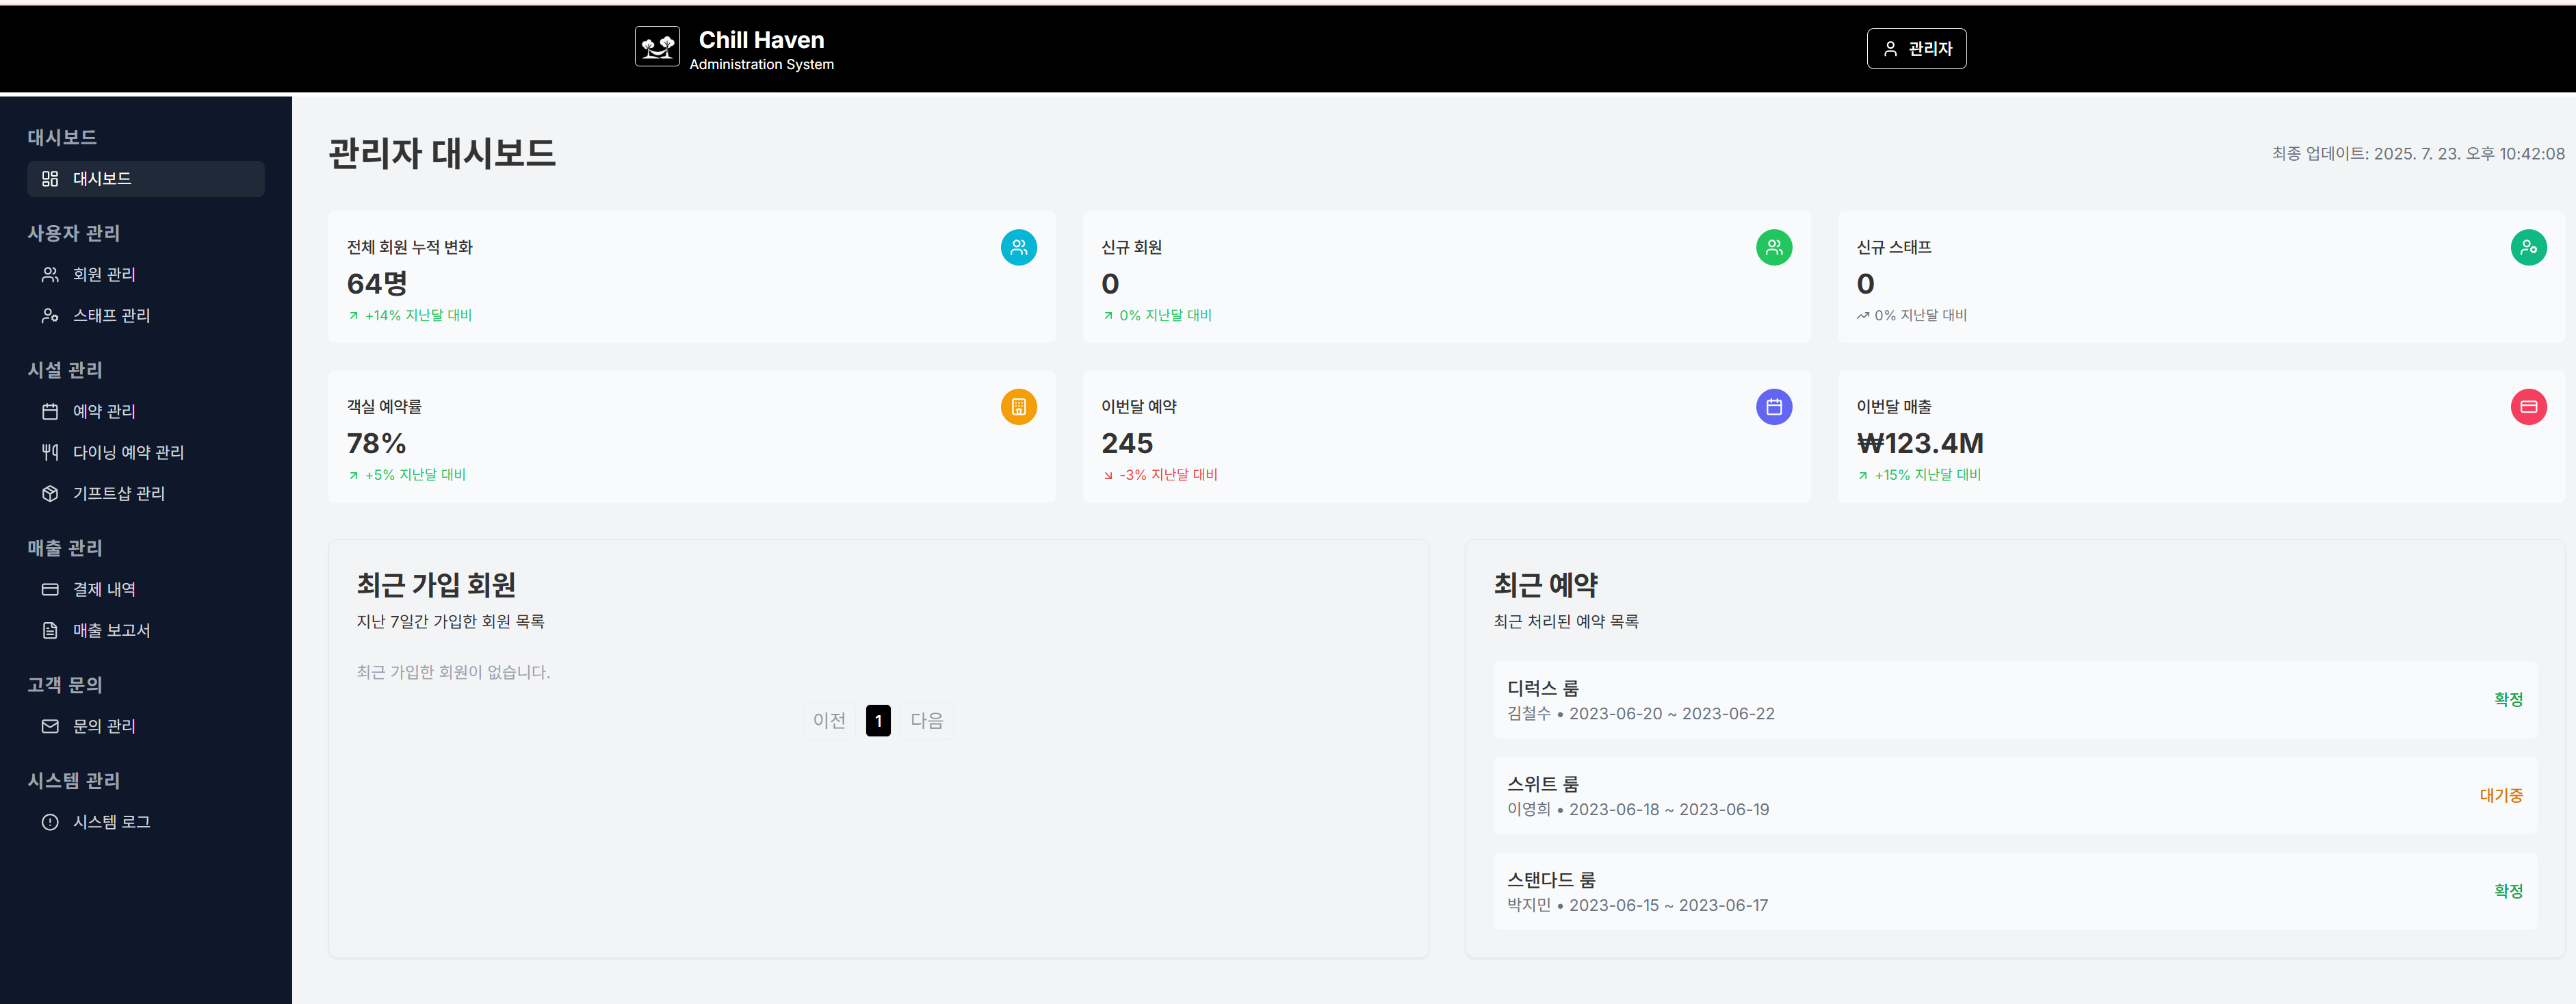 Chill Haven
Administration System
관리자
대시보드
대시보드
사용자 관리
회원 관리
스태프 관리
시설 관리
예약 관리
다이닝 예약 관리
기프트샵 관리
매출 관리
결제 내역
매출 보고서
고객 문의
문의 관리
시스템 관리
시스템 로그
관리자 대시보드
최종 업데이트: 2025. 7. 23. 오후 10:42:08
전체 회원 누적 변화
64명
+14% 지난달 대비
신규 회원
0
0% 지난달 대비
신규 스태프
0
0% 지난달 대비
객실 예약률
78%
+5% 지난달 대비
이번달 예약
245
-3% 지난달 대비
이번달 매출
₩123.4M
+15% 지난달 대비
최근 가입 회원
지난 7일간 가입한 회원 목록
최근 가입한 회원이 없습니다.
이전 1 다음
최근 예약
최근 처리된 예약 목록
디럭스 룸
김철수 • 2023-06-20 ~ 2023-06-22
확정
스위트 룸
이영희 • 2023-06-18 ~ 2023-06-19
대기중
스탠다드 룸
박지민 • 2023-06-15 ~ 2023-06-17
확정